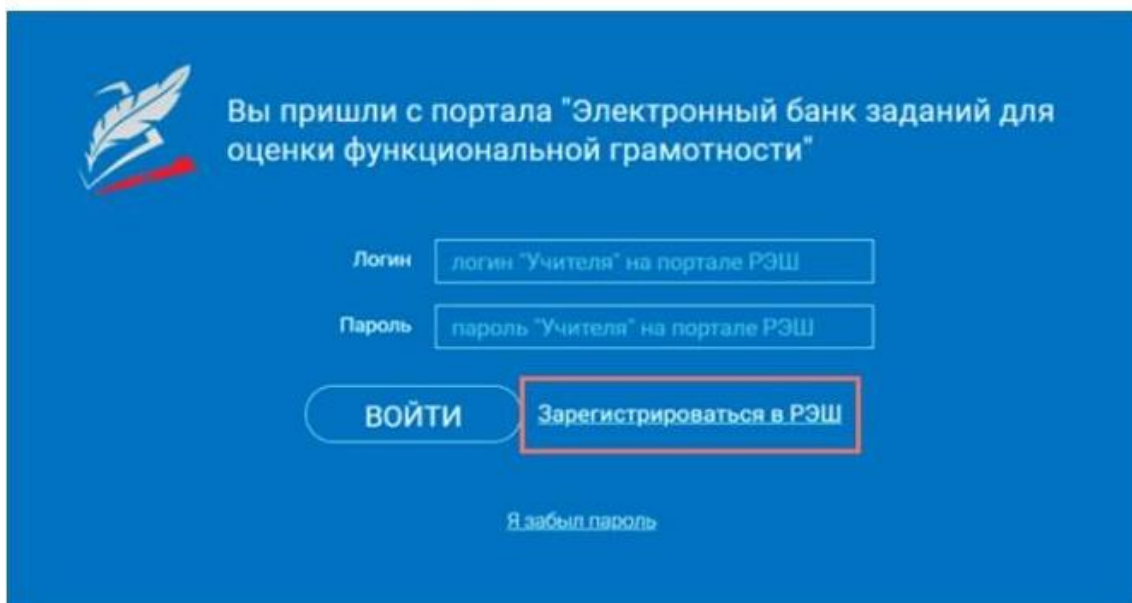 Вы пришли с портала "Электронный банк заданий для
оценки функциональной грамотности"
Логин
логин "Учителя" на портале РЭШ
Пароль
пароль "Учителя" на портале РЭШ
ВОЙТИ
Зарегистрироваться в РЭШ
Я забыл пароль